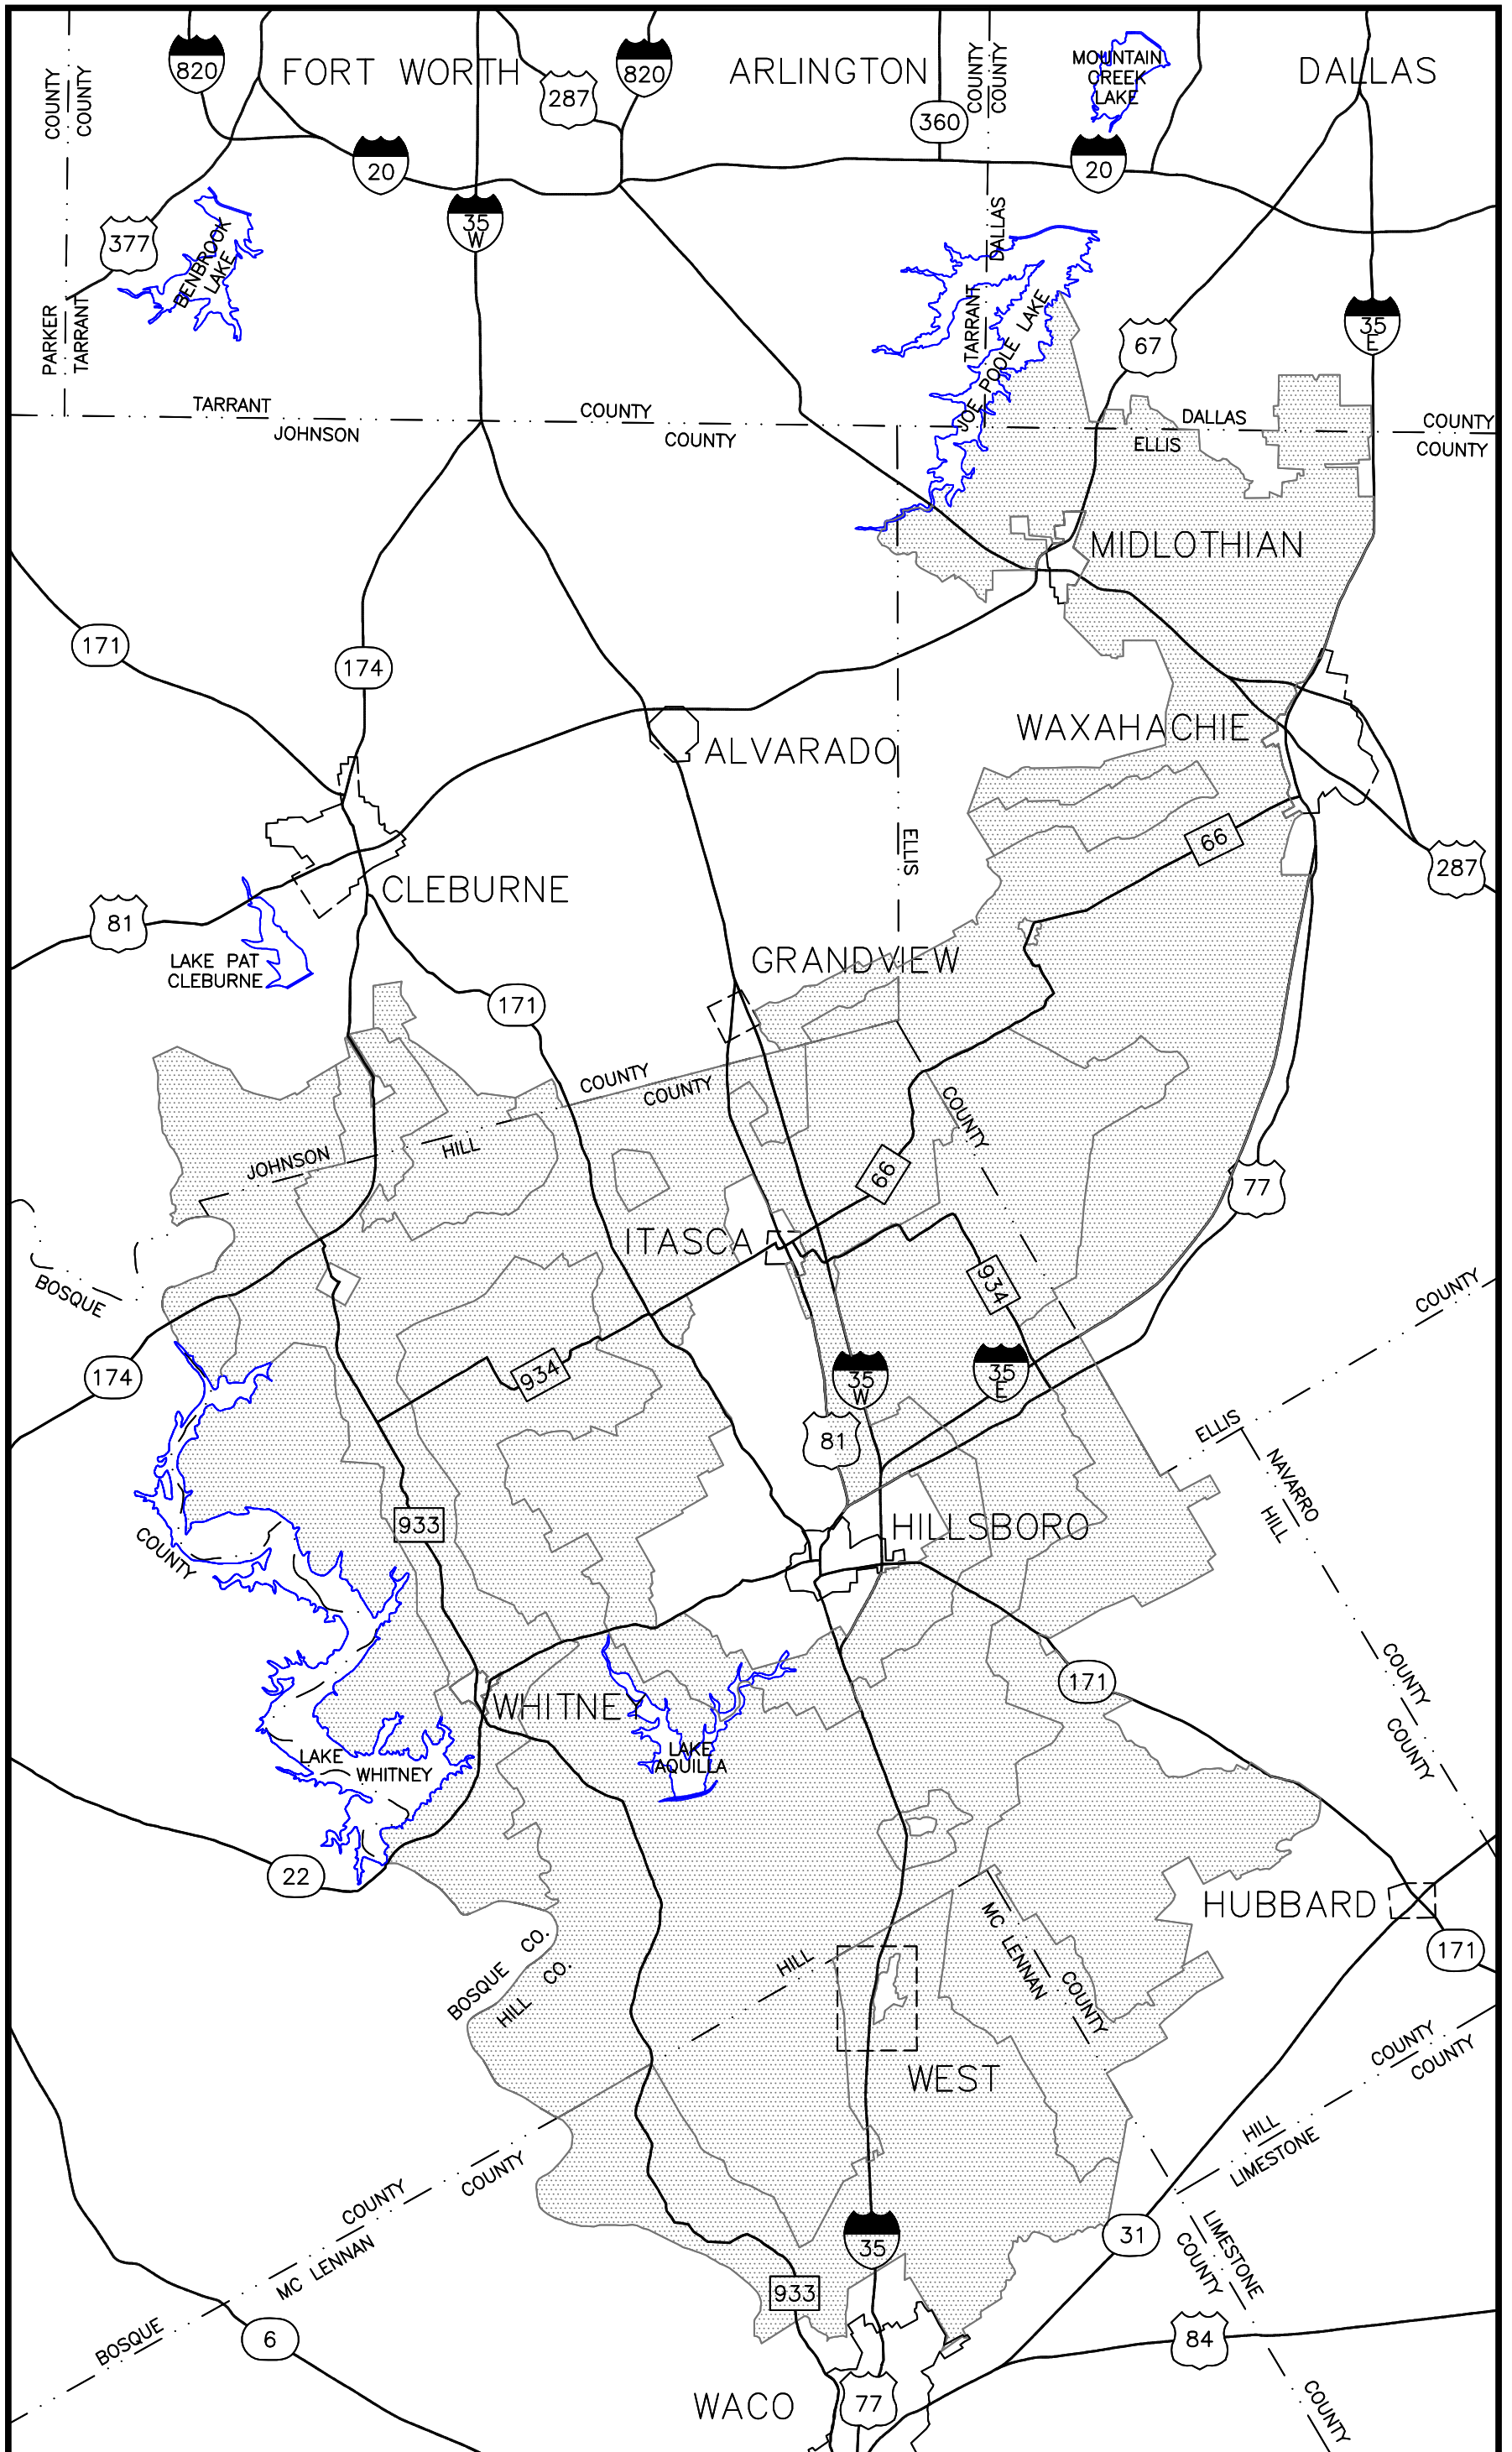 820
FORT WORTH
287
820
ARLINGTON
360
COUNTY
COUNTY
MOUNTAIN
CREEK
LAKE
DALLAS
COUNTY
COUNTY
20
20
377
BENBROOK
LAKE
35
W
DALLAS
TARRANT
JOE POOLE LAKE
67
35
E
PARKER
TARRANT
TARRANT
JOHNSON
COUNTY
COUNTY
DALLAS
ELLIS
COUNTY
COUNTY
MIDLOTHIAN
171
174
WAXAHACHIE
ALVARADO
ELLIS
66
287
CLEBURNE
81
LAKE PAT
CLEBURNE
GRANDVIEW
171
COUNTY
COUNTY
COUNTY
JOHNSON
HILL
66
77
ITASCA
BOSQUE
934
COUNTY
174
934
35
W
35
E
81
ELLIS
NAVARRO
HILL
933
HILLSBORO
COUNTY
171
COUNTY
COUNTY
WHITNEY
LAKE
WHITNEY
LAKE
AQUILLA
22
HUBBARD
171
MC LENNAN
COUNTY
BOSQUE CO.
HILL CO.
HILL
WEST
COUNTY
COUNTY
HILL
LIMESTONE
COUNTY
COUNTY
MC LENNAN
BOSQUE
35
31
LIMESTONE
COUNTY
933
6
84
WACO
77
COUNTY